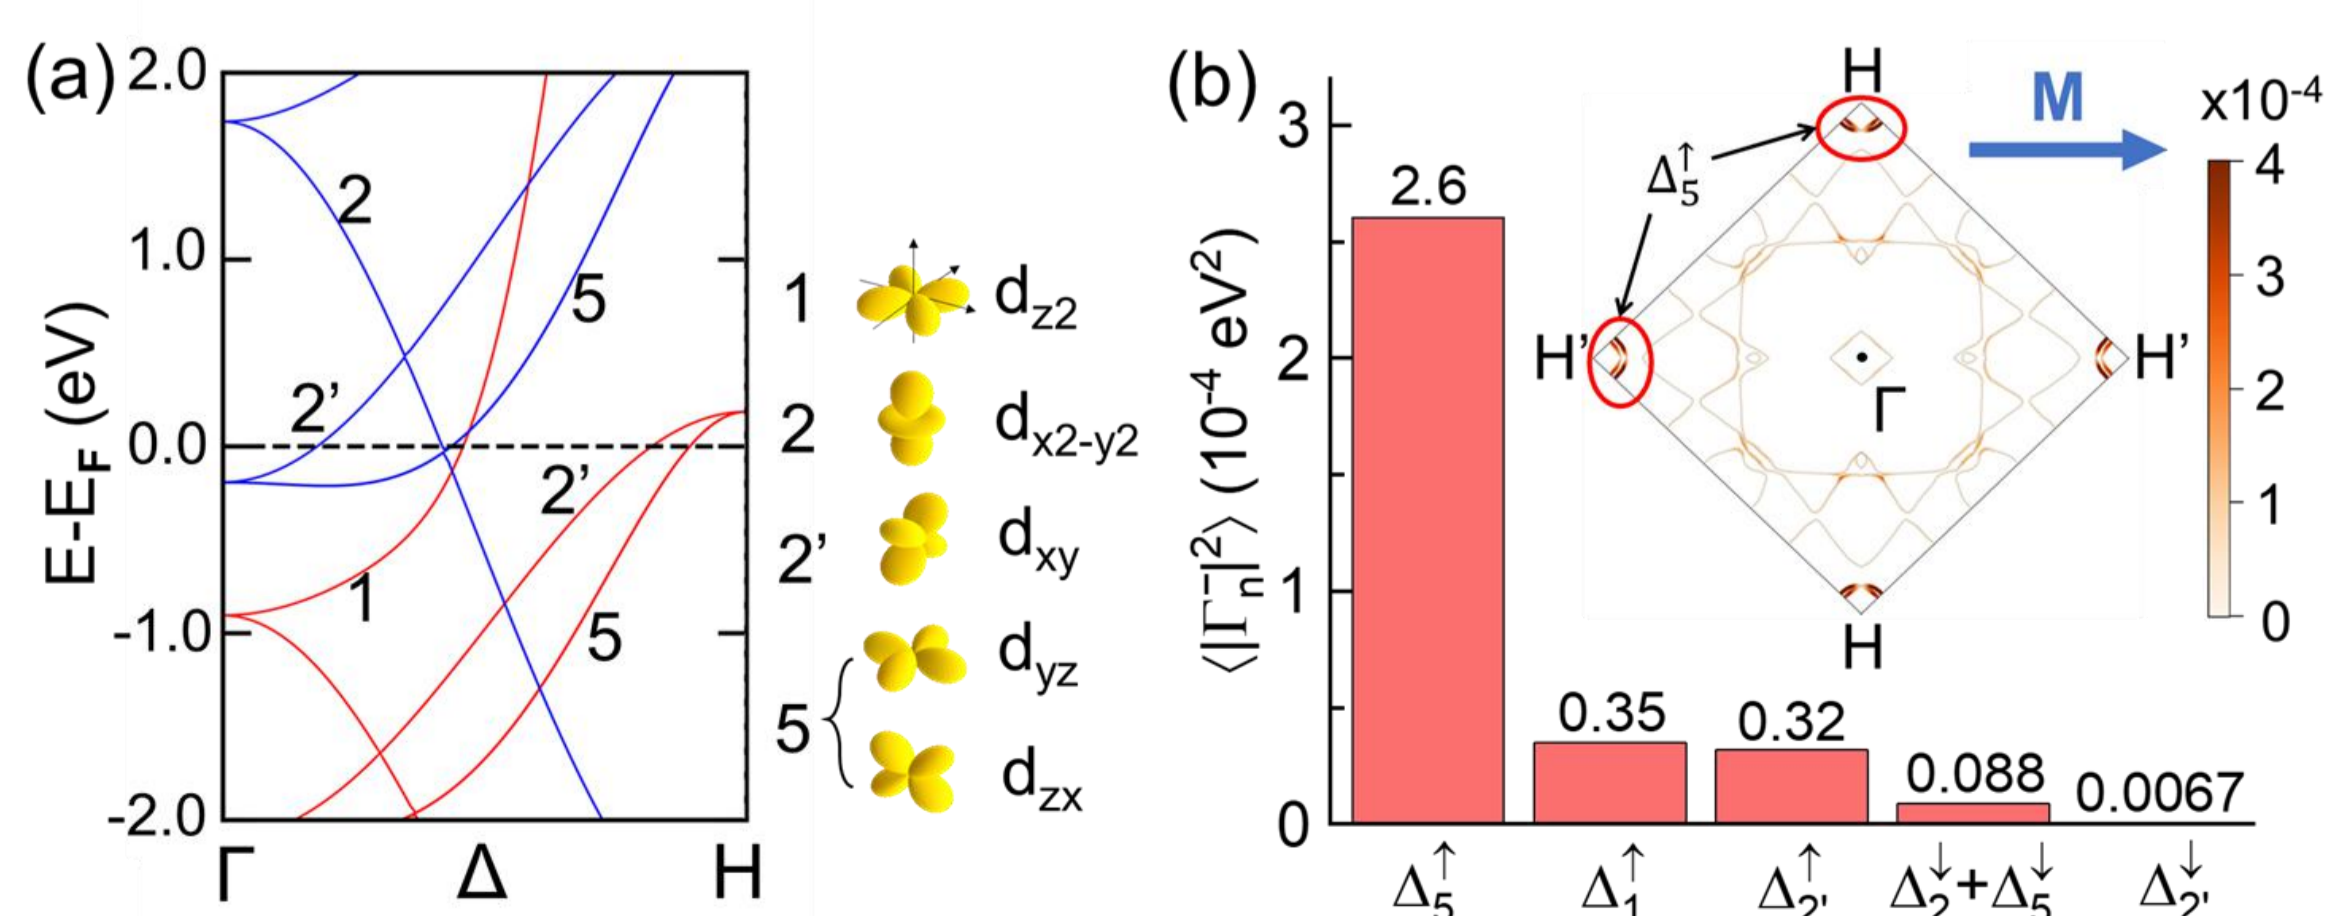 (a)
2.0
1.0
0.0
-1.0
-2.0
E-E_F (eV)
2
2'
5
1
2'
5
Γ Δ H
1 d_z2
2 d_x2-y2
2' d_xy
5 d_yz
d_zx
(b)
3
2
1
0
⟨|Γ_n^-|^2⟩ (10^-4 eV^2)
2.6
0.35
0.32
0.088
0.0067
Δ_5^↑
Δ_1^↑
Δ_2'^↑
Δ_2^↓+Δ_5^↓
Δ_2'^↓
H
M
Δ_5^↑
H'
H'
Γ
H
x10^-4
4
3
2
1
0